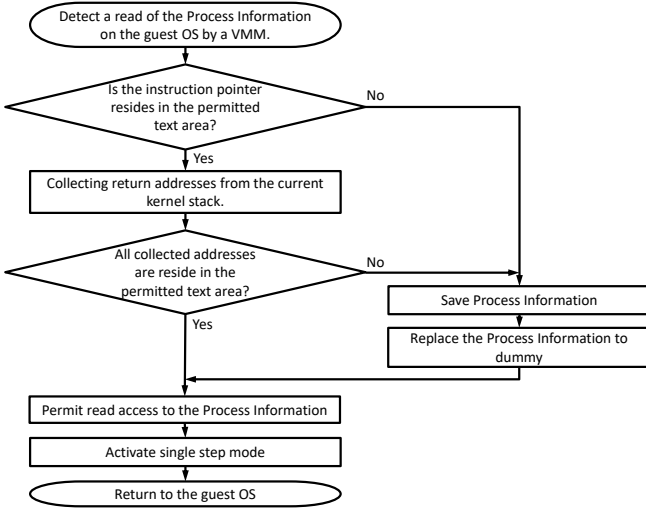 Detect a read of the Process Information
on the guest OS by a VMM.
Is the instruction pointer
resides in the permitted
text area?
No
Yes
Collecting return addresses from the current
kernel stack.
All collected addresses
are reside in the
permitted text area?
No
Yes
Save Process Information
Replace the Process Information to
dummy
Permit read access to the Process Information
Activate single step mode
Return to the guest OS